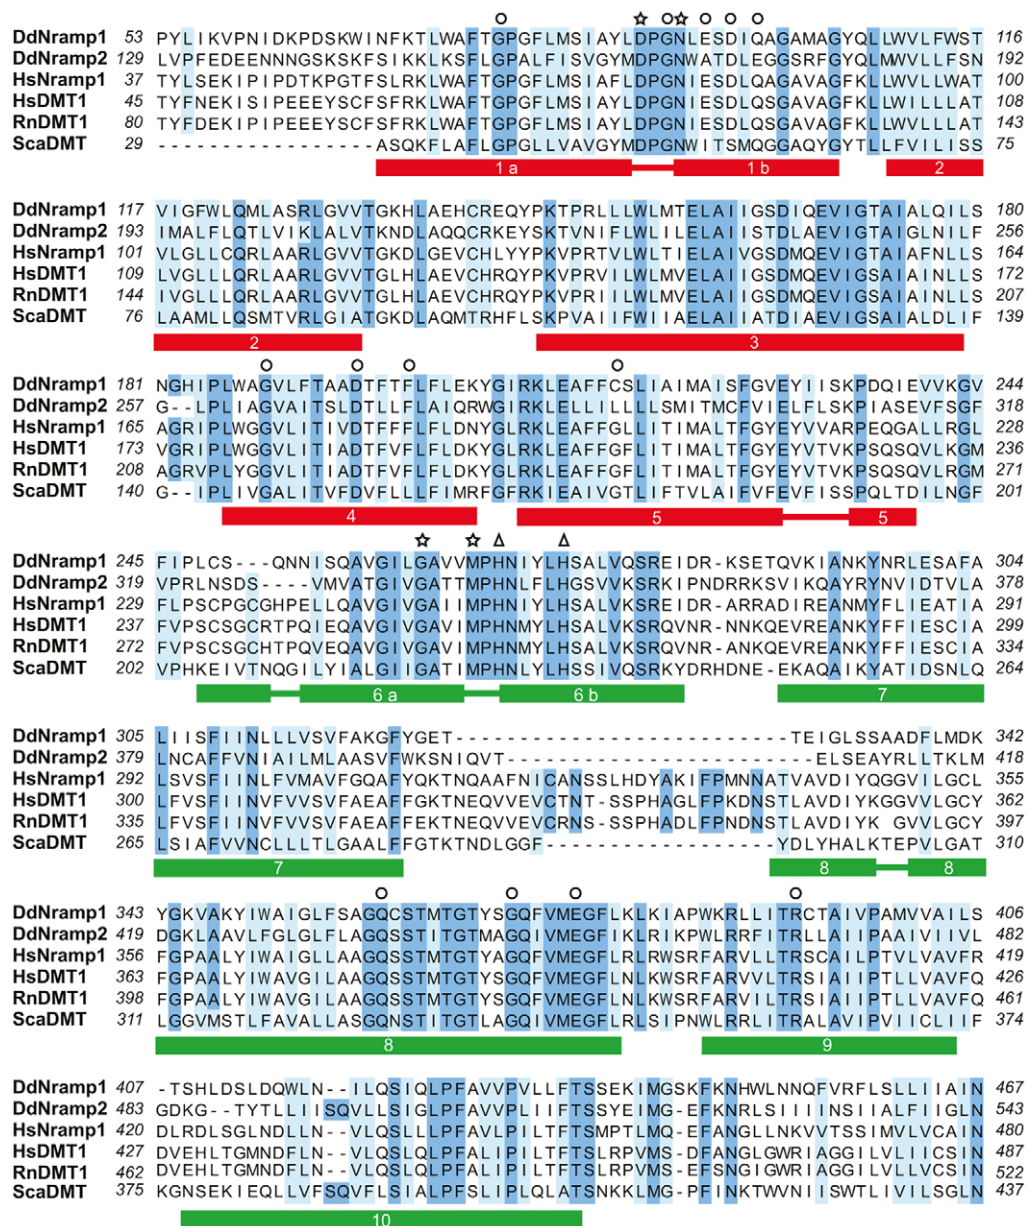 DdNramp1 53 PYLIKVPNIDKPDSKWINFKTLWAFTGPGFLMSIAYLDPGNLESDIQAGAMAGYQLLWVLFWST 116
DdNramp2 129 LVPFEDEENNGSKSKFSIKKLKSFLGPALFISVGYMDPGNWATDLEGGSRFGYQLMWVLLFSN 192
HsNramp1 37 TYLSEKIPIPDTKPGTFSLRKLWAFTGPGFLMSIAFLDPGNIESDLQAGAVAGFKLLWVLLWAT 100
HsDMT1 45 TYFNEKISIPEEEYSCFSFRKLWAFTGPGFLMSIAYLDPGNIESDLQSGAVAGFKLLWILLLAT 108
RnDMT1 80 TYFDEKIPIPEEEYSCFSFRKLWAFTGPGFLMSIAYLDPGNIESDLQSGAVAGFKLLWVLLLAT 143
ScaDMT 29 -----------------ASQKFLAFLGPGLLVAVGYMDPGNWITSMQGGAQYGYTLLFVILISS 75
1 a 1 b 2
DdNramp1 117 VIGFWLQMLASRLGVVTGKHLAEHCREQYPKTPRLLLWLMTELAIIGSDIQEVIGTAIALQILS 180
DdNramp2 193 IMALFLQTLVIKLALVTKNDLAQQCRKEYSKTVNIFLWLILELAIISTDLAEVIGTAIGLNILF 256
HsNramp1 101 VLGLLCQRLAARLGVVTGKDLGEVCHLYYPKVPRTVLWLTIELAIVGSDMQEVIGTAIAFNLLS 164
HsDMT1 109 LVGLLLQRLAARLGVVTGLHLAEVCHRQYPKVPRVILWLMVELAIIGSDMQEVIGSAIAINLLS 172
RnDMT1 144 IVGLLLQRLAARLGVVTGLHLAEVCHRQYPKVPRIILWLMVELAIIGSDMQEVIGSAIAINLLS 207
ScaDMT 76 LAAMLLQSMTVRLGIATGKDLAQMTRHFLSKPVAIIFWIIAELAIIATDIAEVIGSAIALDLIF 139
2 3
DdNramp1 181 NGHIPLWAGVLFTAADTFTFLFLEKYGIRKLEAFFCSLIAIMAISFGVEYIISKPDQIEVVKGV 244
DdNramp2 257 G--LPLIAGVAITSLDTLLFLAIQRWGIRKLELLILLLLSMITMCFVIELFLSKPIASEVFSGF 318
HsNramp1 165 AGRIPLWGGVLITIVDTFFFLFLDNYGLRKLEAFFGLLITIMALTFGYEYVVARPEQGALLRGL 228
HsDMT1 173 VGRIPLWGGVLITIADTFVFLFLDKYGLRKLEAFFGFLITIMALTFGYEYVTVKPSQSQVLKGM 236
RnDMT1 208 AGRVPLYGGVLITIADTFVFLFLDKYGLRKLEAFFGFLITIMALTFGYEYVTVKPSQSQVLKGM 271
ScaDMT 140 G--IPLIVGALITVFDVFLLLFIMRFGFRKIEAIVGTLIFTVLAIFVFEVFISSPQLTDILNGF 201
4 5 5
DdNramp1 245 FIPLCS---QNNISQAVGILGAVVMPHNIYLHSALVQSREIDR-KSETQVKIANKYNRLESAFA 304
DdNramp2 319 VPRLNSDS----VMVATGIIGATTMPHNLFLHGSVVKSRKIPNDRRKSVIKQAYRYNVIDTVLA 378
HsNramp1 229 FLPSCPGCGHPELLQAVGIVGAIIMPHNIYLHSALVKSREIDR-ARRADIREANMYFLIEATIA 291
HsDMT1 237 FVPSCSGCRTPQIEQAVGIVGAVIMPHNMYLHSALVKSRQVNR-NNKQEVREANKYFFIESCIA 299
RnDMT1 272 FVPSCSGCHTPQVEQAVGIVGAVIMPHNMYLHSALVKSRQVNR-ANKQEVREANKYFFIESCIA 334
ScaDMT 202 VPHKEIVTNQGILYIALGIIGATIMPHNLYLHSSIVQSRKYDRHDNE-EKAQAIKYATIDSNLQ 264
6 a 6 b 7
DdNramp1 305 LIISFIINLLLVSVFAKGFYGET---------------------TEIGLSSAADFLMDK 342
DdNramp2 379 LNCAFFVNIAILMLAASVFWKSNIQVT-------------------ELSEAYRLLTKLM 418
HsNramp1 292 LSVSFIINLFVMAVFGQAFYQKTNQAAFNICANSSLHDYAKIFPMNNATVAVDIYQGGVILGCL 355
HsDMT1 300 LFVSFIINVFVVSVFAEAFFGKTNEQVVEVCTNT-SSPHAGLFPKDNSTLAVDIYKGGVVLGCY 362
RnDMT1 335 LFVSFIINVFVVSVFAEAFFEKTNEQVVEVCRNS-SSPHADLFPNDNSTLAVDIYK GVVLGCY 397
ScaDMT 265 LSIAFVVNCLLLTLGAALFFGTKTNDLGGF------------------YDLYHALKTEPVLGAT 310
7 8 8
DdNramp1 343 YGKVAKYIWAIGLFSAGQCSTMTGTYSGQFVMEGFLKLKIAPWKRLLITRCTAIVPAMVVAILS 406
DdNramp2 419 DGKLAAVLFGLGLFLAGQSSTITGTMAGQIVMEGFIKLRIKPWLRRFITRLLAIIPAAIVIIVL 482
HsNramp1 356 FGPAALYIWAIGLLAAGQSSTMTGTYAGQFVMEGFLRLRWSRFARVLLTRSCAILPTVLVAVFR 419
HsDMT1 363 FGPAALYIWAVGILAAGQSSTMTGTYSGQFVMEGFLNLKWSRFARVVLTRSIAIIPTLLVAVFQ 426
RnDMT1 398 FGPAALYIWAVGILAAGQSSTMTGTYSGQFVMEGFLNLKWSRFARVILTRSIAIIPTLLVAVFQ 461
ScaDMT 311 LGGVMSTLFAVALLASGQNSTITGTLAGQIVMEGFLRLSIPNWLRRLITRALAVIPVIICLIIF 374
8 9
DdNramp1 407 -TSHLDSLDQWLN--ILQSIQLPFAVVPVLLFTSSEKIMGSKFKNHWLNNQFVRFLSLLIIAIN 467
DdNramp2 483 GDKG--TYTLLIISQVLLSIGLPFAVVPLIIFTSSYEIMG-EFKNRLSIIIINSIIALFIIGLN 543
HsNramp1 420 DLRDLSGLNDLLN--VLQSLLLPFAVLPILTFTSMPTLMQ-EFANGLLNKVVTSSIMVLVCAIN 480
HsDMT1 427 DVEHLTGMNDFLN--VLQSLQLPFALIPILTFTSLRPVMS-DFANGLGWRIAGGILVLIICSIN 487
RnDMT1 462 DVEHLTGMNDFLN--VLQSLQLPFALIPILTFTSLRPVMS-EFSNGIGWRIAGGILVLLVCSIN 522
ScaDMT 375 KGNSEKIEQLLVFSQVFLSIALPFSLIPLQLATSNKKLMG-PFINKTWVNIISWTLIVILSGLN 437
10